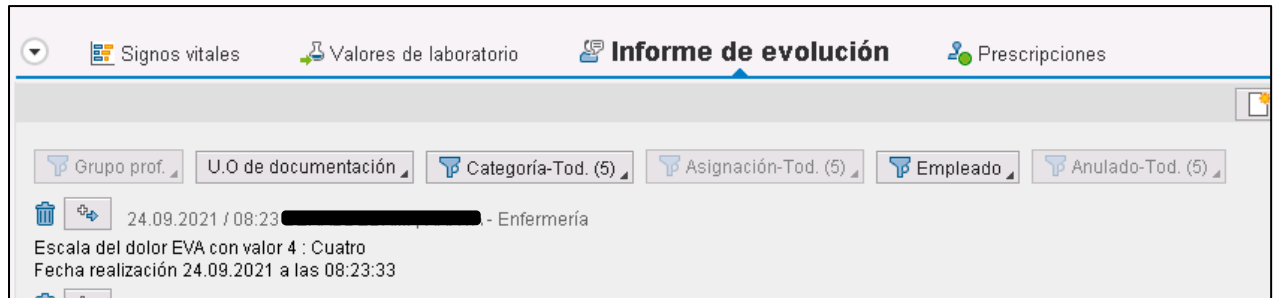 Signos vitales Valores de laboratorio Informe de evolución Prescripciones
Grupo prof. U.O de documentación Categoría-Tod. (5) Asignación-Tod. (5) Empleado Anulado-Tod. (5)
24.09.2021 / 08:23 - Enfermería
Escala del dolor EVA con valor 4 : Cuatro
Fecha realización 24.09.2021 a las 08:23:33